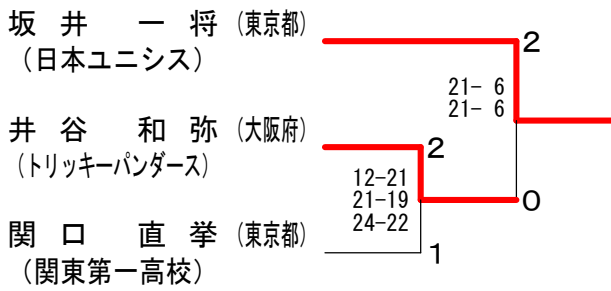 坂井 一将 (東京都)
(日本ユニシス)
2
21- 6
21- 6
井谷 和弥 (大阪府)
(トリッキーパンダース)
2
12-21
21-19
24-22
0
関口 直挙 (東京都)
(関東第一高校)
1